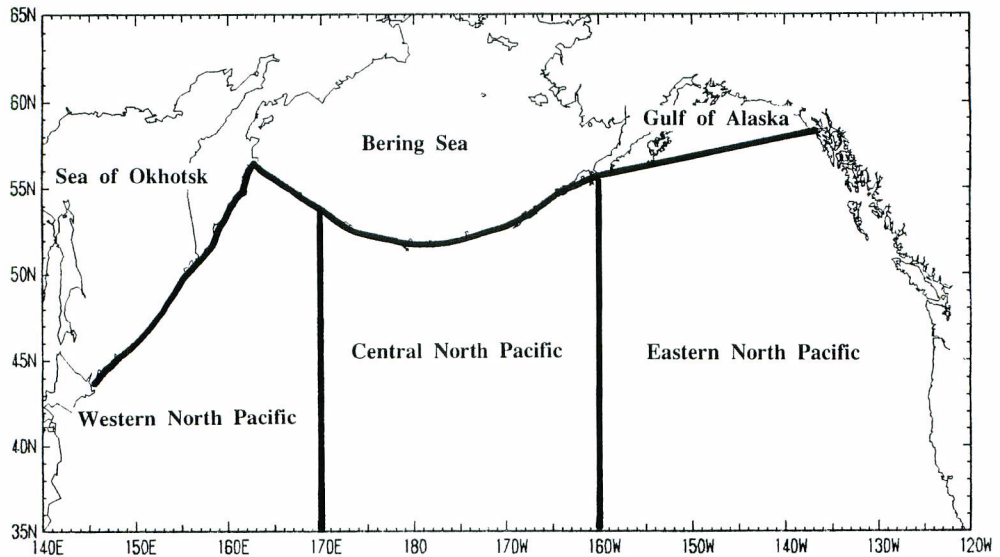 65N
60N
55N
50N
45N
40N
35N
Gulf of Alaska
Bering Sea
Sea of Okhotsk
Central North Pacific
Eastern North Pacific
Western North Pacific
140E 150E 160E 170E 180 170W 160W 150W 140W 130W 120W